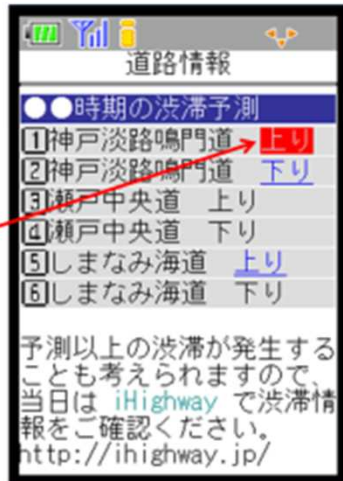 道路情報
●●時期の渋滞予測
1神戸淡路鳴門道 上り
2神戸淡路鳴門道 下り
3瀬戸中央道 上り
4瀬戸中央道 下り
5しまなみ海道 上り
6しまなみ海道 下り
予測以上の渋滞が発生する
ことも考えられますので、
当日は iHighway で渋滞情
報をご確認ください。
http://ihighway.jp/